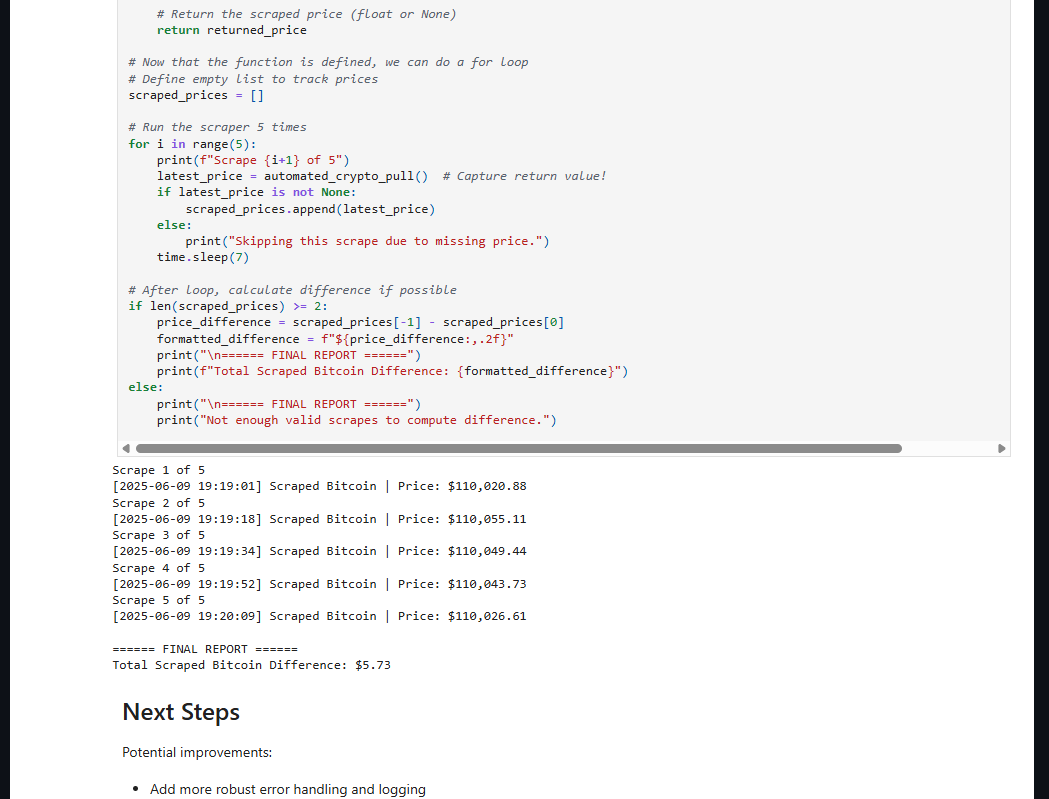 # Return the scraped price (float or None)
return returned_price
# Now that the function is defined, we can do a for loop
# Define empty list to track prices
scraped_prices = []
# Run the scraper 5 times
for i in range(5):
print(f"Scrape {i+1} of 5")
latest_price = automated_crypto_pull()  # Capture return value!
if latest_price is not None:
scraped_prices.append(latest_price)
else:
print("Skipping this scrape due to missing price.")
time.sleep(7)
# After loop, calculate difference if possible
if len(scraped_prices) >= 2:
price_difference = scraped_prices[-1] - scraped_prices[0]
formatted_difference = f"${price_difference:,.2f}"
print("\n====== FINAL REPORT ======")
print(f"Total Scraped Bitcoin Difference: {formatted_difference}")
else:
print("\n====== FINAL REPORT ======")
print("Not enough valid scrapes to compute difference.")
Scrape 1 of 5
[2025-06-09 19:19:01] Scraped Bitcoin | Price: $110,020.88
Scrape 2 of 5
[2025-06-09 19:19:18] Scraped Bitcoin | Price: $110,055.11
Scrape 3 of 5
[2025-06-09 19:19:34] Scraped Bitcoin | Price: $110,049.44
Scrape 4 of 5
[2025-06-09 19:19:52] Scraped Bitcoin | Price: $110,043.73
Scrape 5 of 5
[2025-06-09 19:20:09] Scraped Bitcoin | Price: $110,026.61
====== FINAL REPORT ======
Total Scraped Bitcoin Difference: $5.73
Next Steps
Potential improvements:
• Add more robust error handling and logging